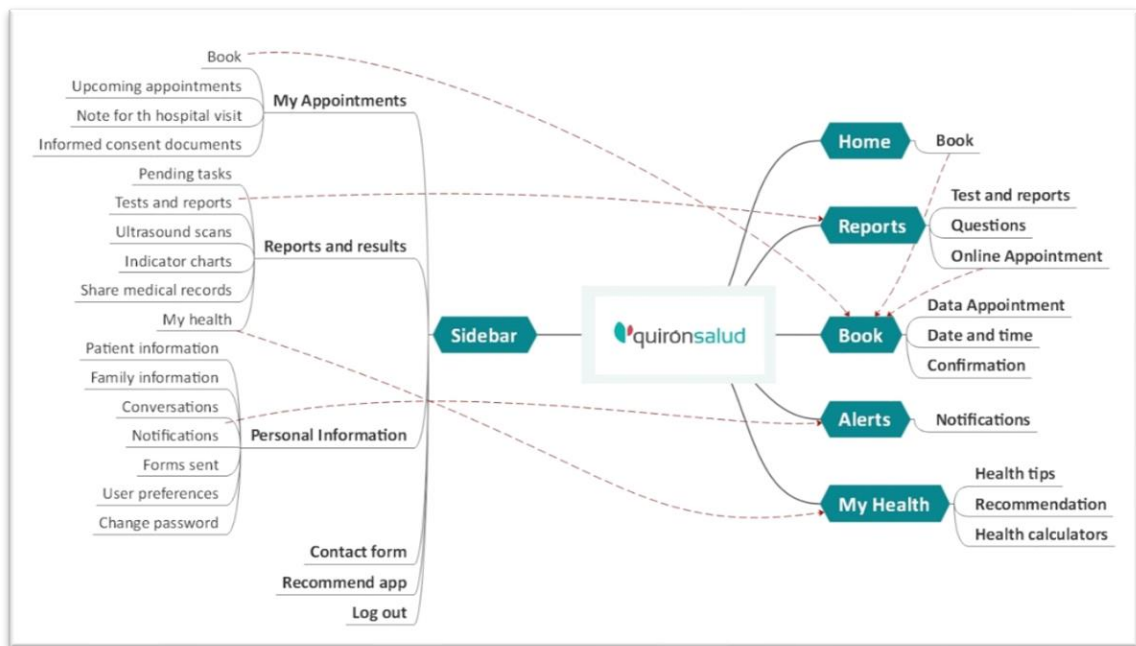 Book
Upcoming appointments
My Appointments
Note for th hospital visit
Informed consent documents
Pending tasks
Tests and reports
Ultrasound scans
Reports and results
Indicator charts
Share medical records
My health
Patient information
Family information
Conversations
Notifications
Personal Information
Forms sent
User preferences
Change password
Contact form
Recommend app
Log out
Sidebar
quirónsalud
Home
Book
Reports
Test and reports
Questions
Online Appointment
Book
Data Appointment
Date and time
Confirmation
Alerts
Notifications
My Health
Health tips
Recommendation
Health calculators